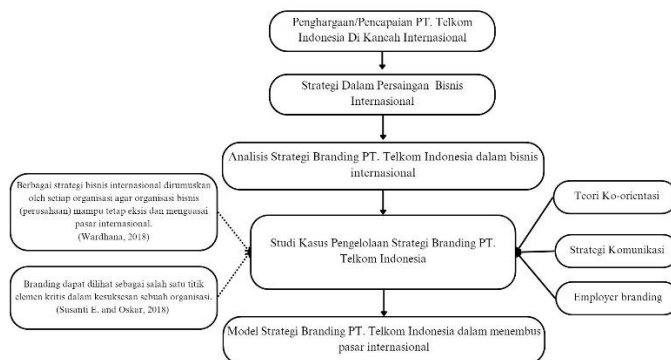 Penghargaan/Pencapaian PT. Telkom
Indonesia Di Kancah Internasional
Strategi Dalam Persaingan Bisnis
Internasional
Analisis Strategi Branding PT. Telkom Indonesia dalam bisnis
internasional
Berbagai strategi bisnis internasional dirumuskan
oleh setiap organisasi agar organisasi bisnis
(perusahaan) mampu tetap eksis dan menguasai
pasar internasional.
(Wardhana, 2018)
Branding dapat dilihat sebagai salah satu titik
elemen kritis dalam kesuksesan sebuah organisasi.
(Susanti E. and Oskar, 2018)
Studi Kasus Pengelolaan Strategi Branding PT.
Telkom Indonesia
Teori Ko-orientasi
Strategi Komunikasi
Employer branding
Model Strategi Branding PT. Telkom Indonesia dalam menembus
pasar internasional